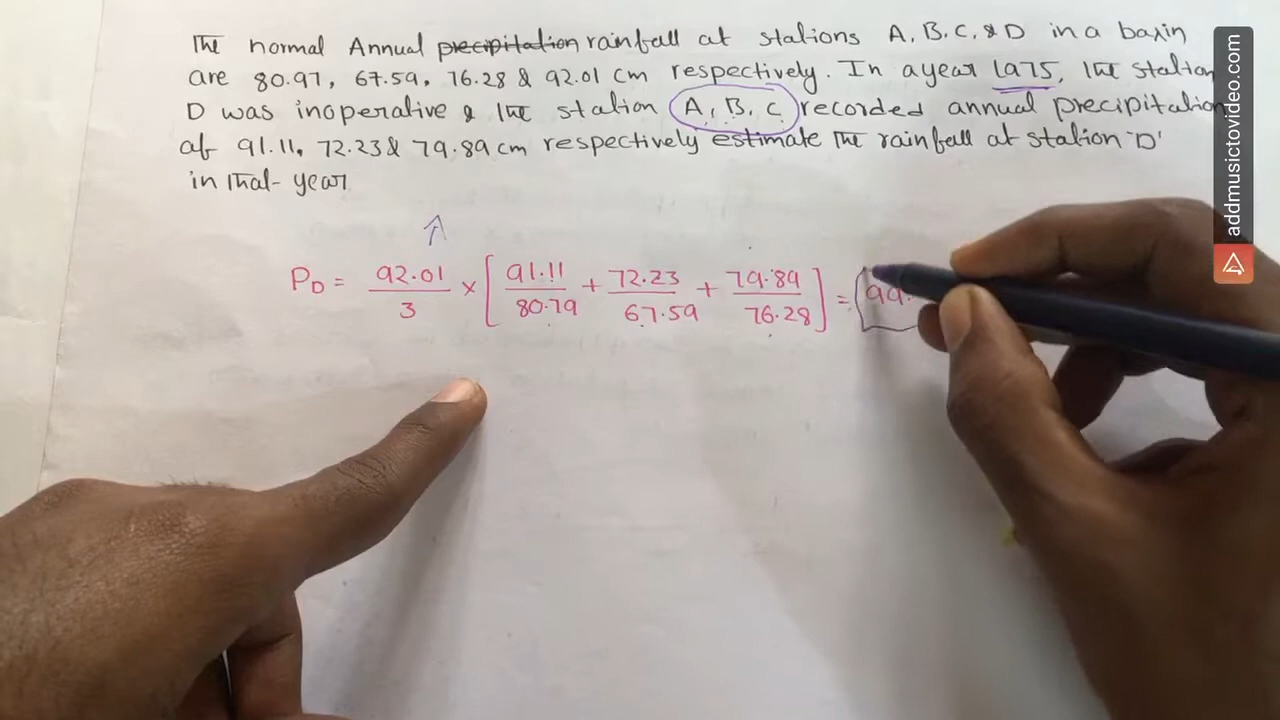 The normal Annual precipitation rainfall at stations A, B, C, & D in a basin
are 80.97, 67.59, 76.28 & 92.01 cm respectively. In a year 1975, the station
D was inoperative & the station A, B, C recorded annual precipitation
of 91.11, 72.23 & 79.89 cm respectively estimate the rainfall at station 'D'
in that year
PD = 92.01 / 3 × [ 91.11 / 80.79 + 72.23 / 67.59 + 79.89 / 76.28 ] = 99.
addmusictovideo.com